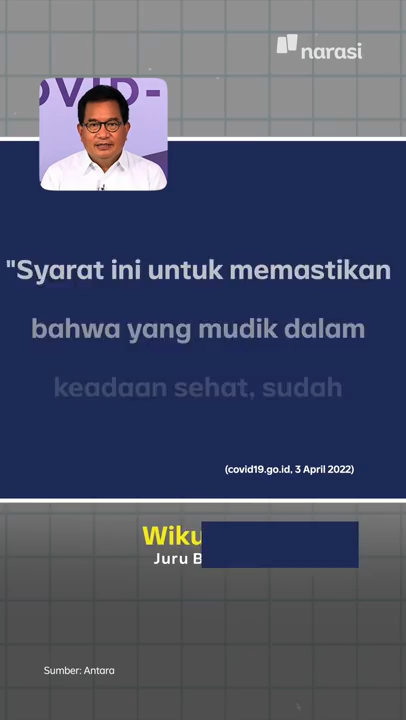 narasi
OVID-
"Syarat ini untuk memastikan
bahwa yang mudik dalam
keadaan sehat, sudah
(covid19.go.id, 3 April 2022)
Wiku
Juru B
Sumber: Antara